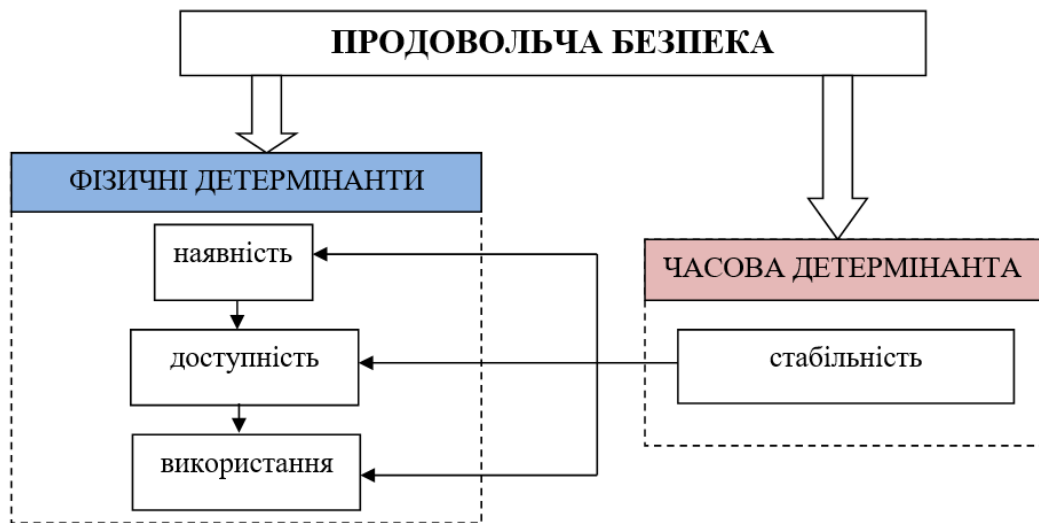 ПРОДОВОЛЬЧА БЕЗПЕКА
ФІЗИЧНІ ДЕТЕРМІНАНТИ
наявність
доступність
використання
ЧАСОВА ДЕТЕРМІНАНТА
стабільність